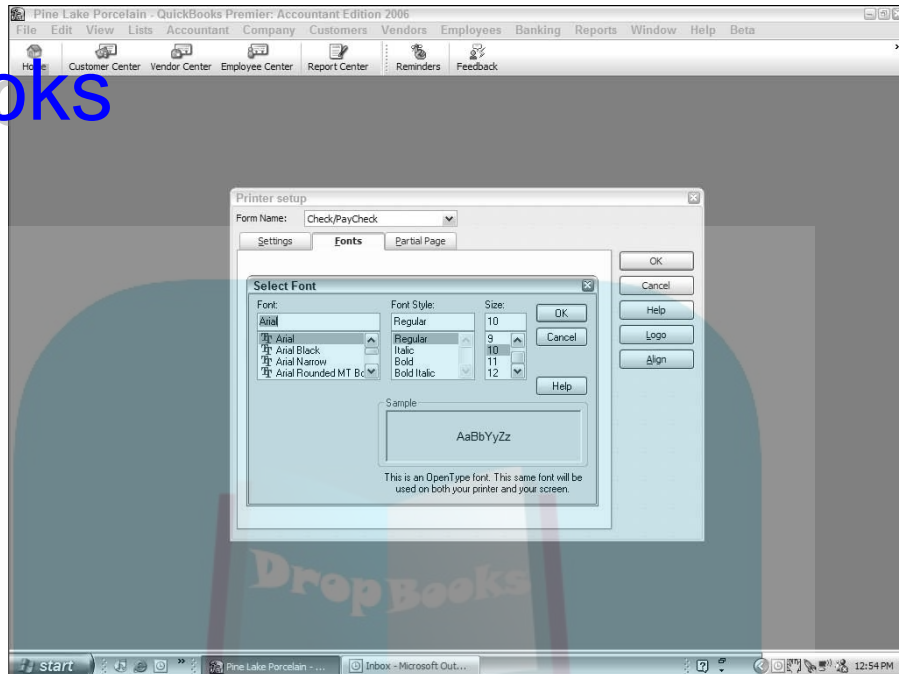 Pine Lake Porcelain - QuickBooks Premier: Accountant Edition 2006
File Edit View Lists Accountant Company Customers Vendors Employees Banking Reports Window Help Beta
Home Customer Center Vendor Center Employee Center Report Center Reminders Feedback
oks
Printer setup
Form Name: Check/PayCheck
Settings Fonts Partial Page
OK
Cancel
Help
Logo
Align
Select Font
Font: Font Style: Size:
Arial Regular 10
OK
Cancel
Help
Arial Regular 9
Arial Black Italic 10
Arial Narrow Bold 11
Arial Rounded MT Bo Bold Italic 12
Sample
AaBbYyZz
This is an OpenType font. This same font will be
used on both your printer and your screen.
DropBooks
start Pine Lake Porcelain - ... Inbox - Microsoft Out... 12:54 PM